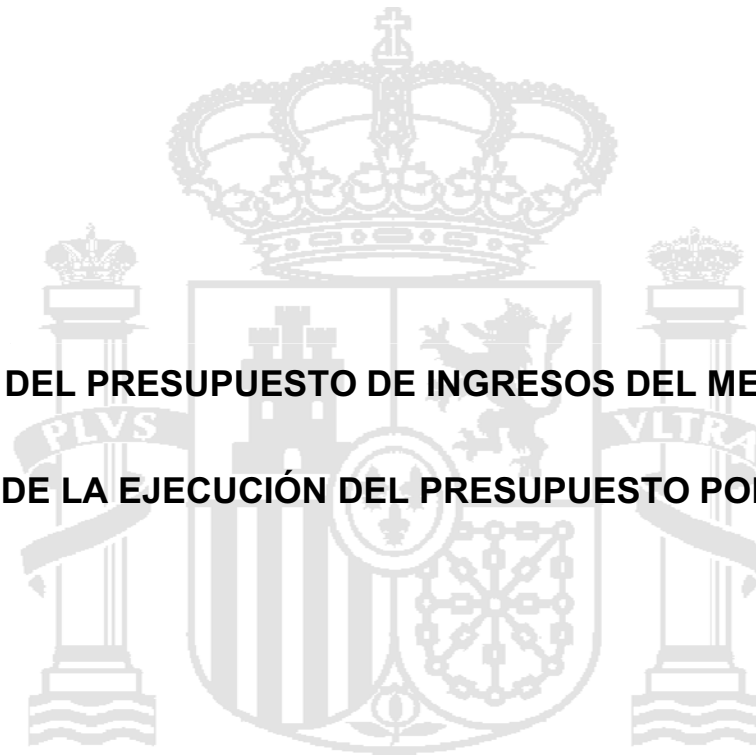 DEL PRESUPUESTO DE INGRESOS DEL ME
PLVS
VLTRA
DE LA EJECUCIÓN DEL PRESUPUESTO PO